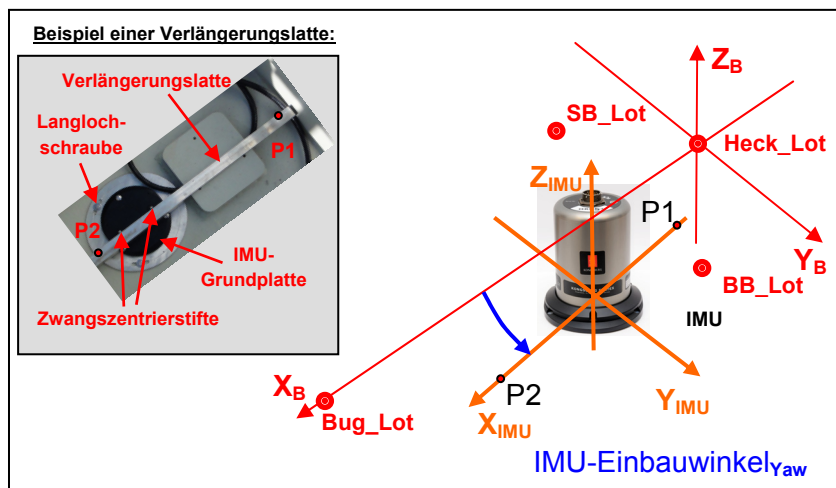 Beispiel einer Verlängerungslatte:
Verlängerungslatte
Langloch-
schraube
P1
P2
IMU-
Grundplatte
Zwangszentrierstifte
Z_B
SB_Lot
Heck_Lot
Z_IMU
P1
Y_B
BB_Lot
IMU
X_B
P2
Bug_Lot
X_IMU
Y_IMU
IMU-Einbauwinkel_Yaw